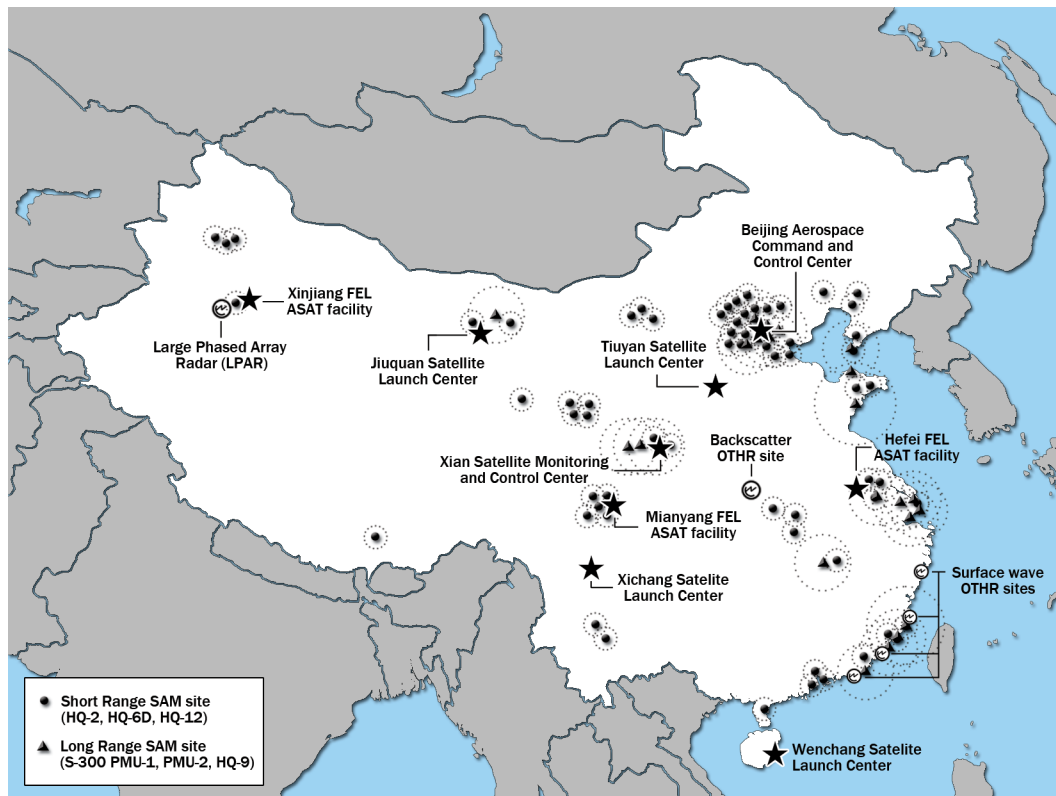 Beijing Aerospace
Command and
Control Center
Xinjiang FEL
ASAT facility
Large Phased Array
Radar (LPAR)
Jiuquan Satellite
Launch Center
Tiuyan Satellite
Launch Center
Backscatter
OTHR site
Hefei FEL
ASAT facility
Xian Satellite Monitoring
and Control Center
Mianyang FEL
ASAT facility
Xichang Satelite
Launch Center
Surface wave
OTHR sites
Short Range SAM site
(HQ-2, HQ-6D, HQ-12)
Long Range SAM site
(S-300 PMU-1, PMU-2, HQ-9)
Wenchang Satelite
Launch Center